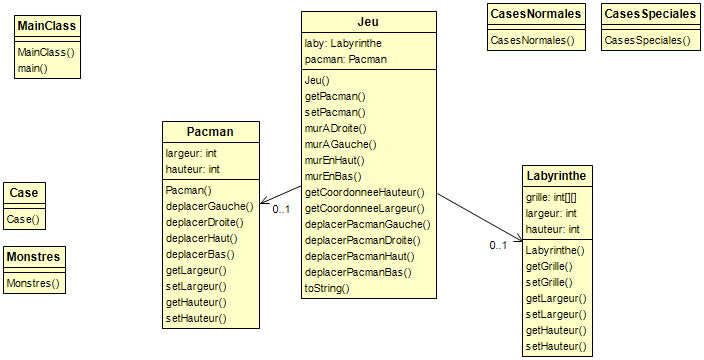 MainClass
MainClass()
main()
Jeu
laby: Labyrinthe
pacman: Pacman
Jeu()
getPacman()
setPacman()
murADroite()
murAGauche()
murEnHaut()
murEnBas()
getCoordonneeHauteur()
getCoordonneeLargeur()
deplacerPacmanGauche()
deplacerPacmanDroite()
deplacerPacmanHaut()
deplacerPacmanBas()
toString()
CasesNormales
CasesNormales()
CasesSpeciales
CasesSpeciales()
Pacman
largeur: int
hauteur: int
Pacman()
deplacerGauche()
deplacerDroite()
deplacerHaut()
deplacerBas()
getLargeur()
setLargeur()
getHauteur()
setHauteur()
0..1
0..1
Case
Case()
Monstres
Monstres()
Labyrinthe
grille: int[][]
largeur: int
hauteur: int
Labyrinthe()
getGrille()
setGrille()
getLargeur()
setLargeur()
getHauteur()
setHauteur()